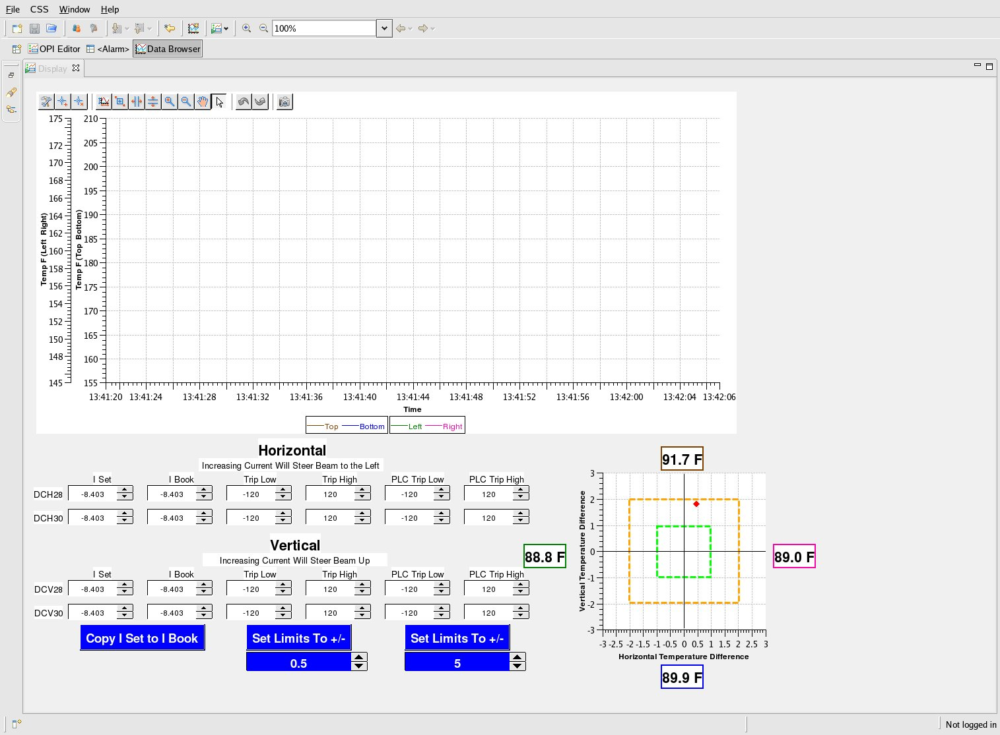 File CSS Window Help
100%
OPI Editor <Alarm> Data Browser
Display
175 210
205
172
170 200
168
195
166
164 190
162
185
160
180
158
156 175
154
170
152
150 165
148
160
145 155
Temp F (Left Right)
Temp F (Top Bottom)
13:41:20 13:41:24 13:41:28 13:41:32 13:41:36 13:41:40 13:41:44 13:41:48 13:41:52 13:41:56 13:42:00 13:42:04 13:42:06
Time
Top Bottom Left Right
Horizontal
Increasing Current Will Steer Beam to the Left
I Set I Book Trip Low Trip High PLC Trip Low PLC Trip High
DCH28 -8.403 -8.403 -120 120 -120 120
DCH30 -8.403 -8.403 -120 120 -120 120
Vertical
Increasing Current Will Steer Beam Up
I Set I Book Trip Low Trip High PLC Trip Low PLC Trip High
DCV28 -8.403 -8.403 -120 120 -120 120
DCV30 -8.403 -8.403 -120 120 -120 120
Copy I Set to I Book Set Limits To +/- Set Limits To +/-
0.5 5
91.7 F
88.8 F
Vertical Temperature Difference
3
2
1
0
-1
-2
-3
-3 -2.5 -2 -1.5 -1 -0.5 0 0.5 1 1.5 2 2.5 3
Horizontal Temperature Difference
89.0 F
89.9 F
Not logged in